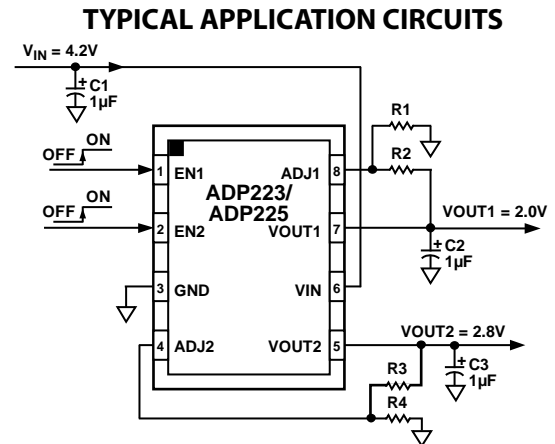 TYPICAL APPLICATION CIRCUITS
VIN = 4.2V
+
C1
1µF
OFF
ON
OFF
ON
1
EN1
2
EN2
3
GND
4
ADJ2
ADP223/
ADP225
ADJ1
8
VOUT1
7
VIN
6
VOUT2
5
R1
R2
VOUT1 = 2.0V
+
C2
1µF
VOUT2 = 2.8V
+
C3
1µF
R3
R4